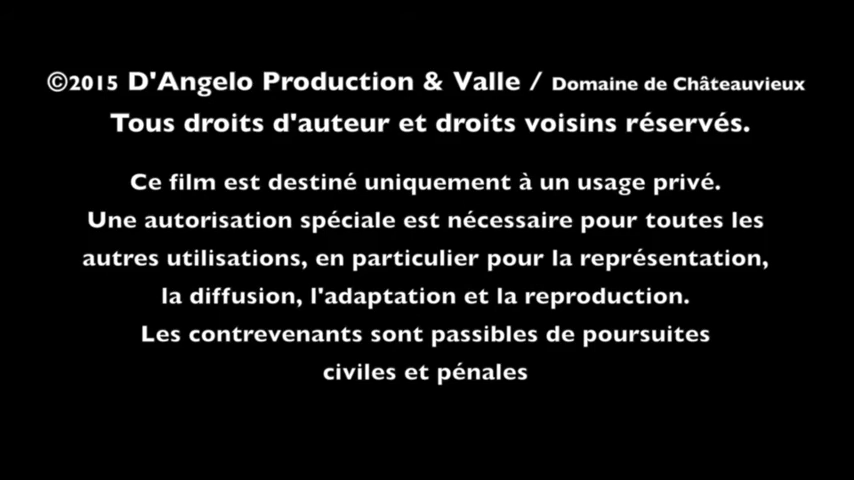 ©2015 D'Angelo Production & Valle / Domaine de Châteauvieux
Tous droits d'auteur et droits voisins réservés.
Ce film est destiné uniquement à un usage privé.
Une autorisation spéciale est nécessaire pour toutes les
autres utilisations, en particulier pour la représentation,
la diffusion, l'adaptation et la reproduction.
Les contrevenants sont passibles de poursuites
civiles et pénales